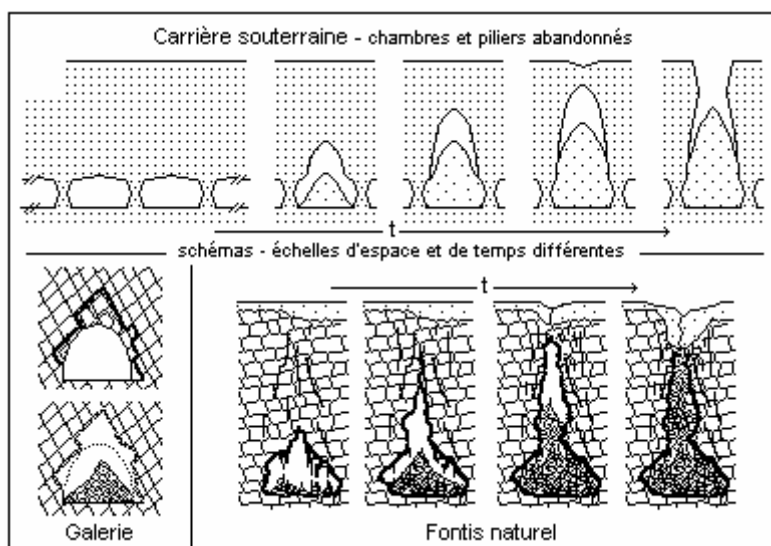 Carrière souterraine - chambres et piliers abandonnés
t
schémas - échelles d'espace et de temps différentes
t
Galerie
Fontis naturel